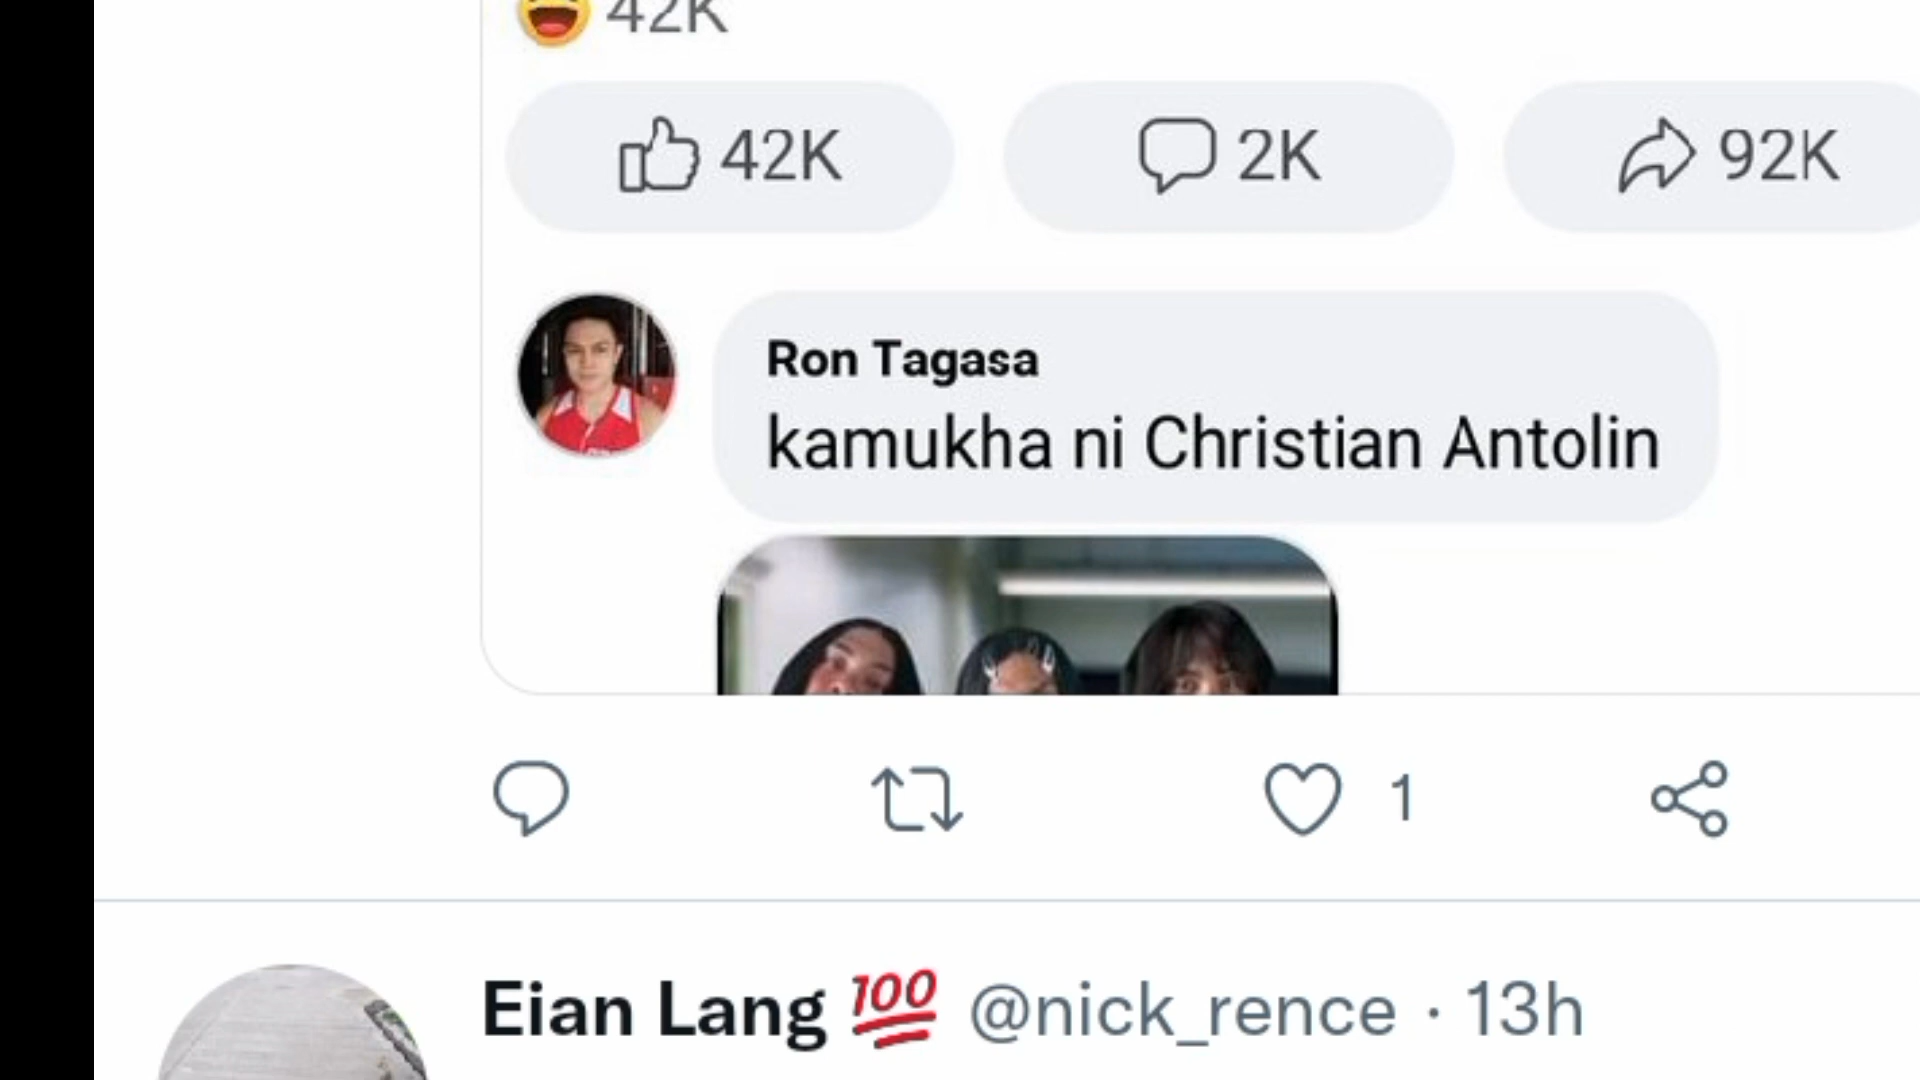 42K
42K 2K 92K
Ron Tagasa
kamukha ni Christian Antolin
1
Eian Lang 💯 @nick_rence · 13h